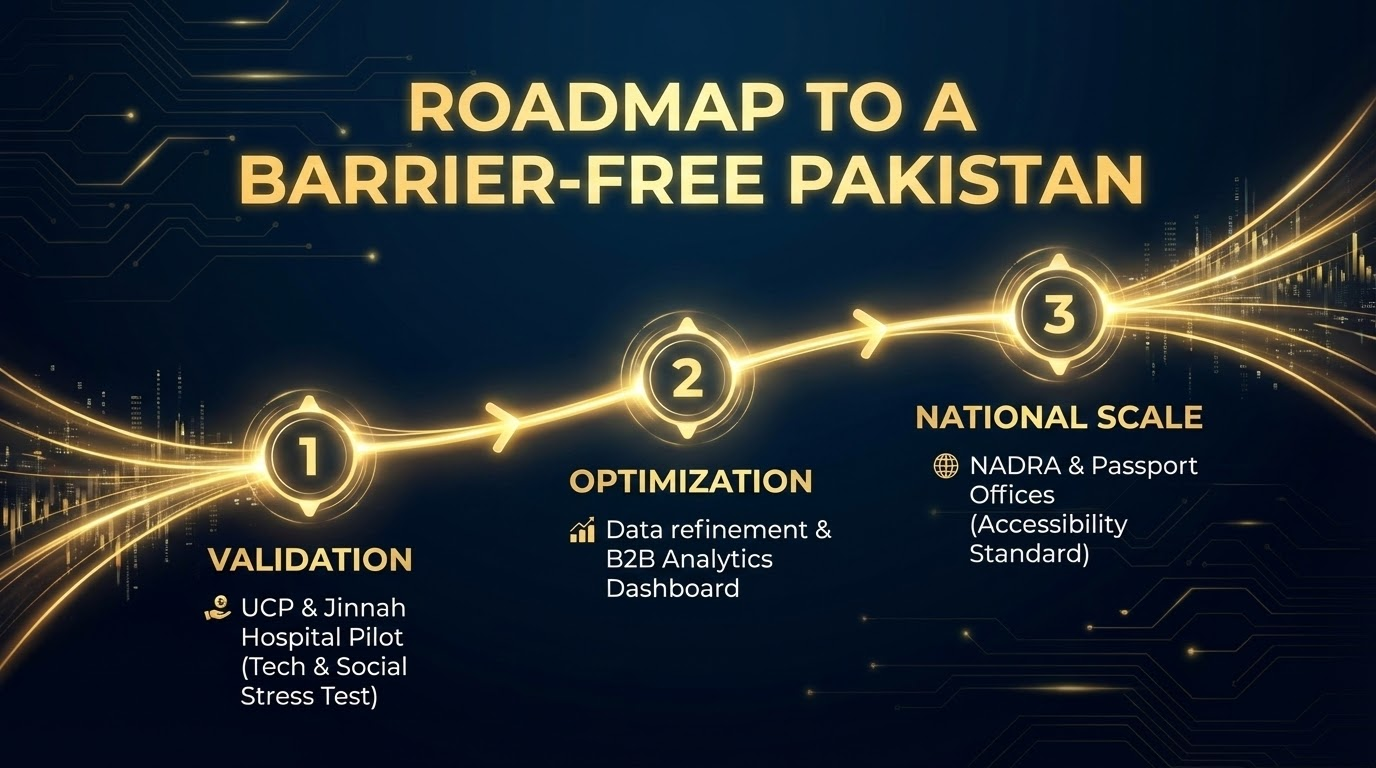 ROADMAP TO A
BARRIER-FREE PAKISTAN
1
VALIDATION
UCP & Jinnah
Hospital Pilot
(Tech & Social
Stress Test)
2
OPTIMIZATION
Data refinement &
B2B Analytics
Dashboard
3
NATIONAL SCALE
NADRA & Passport
Offices
(Accessibility
Standard)